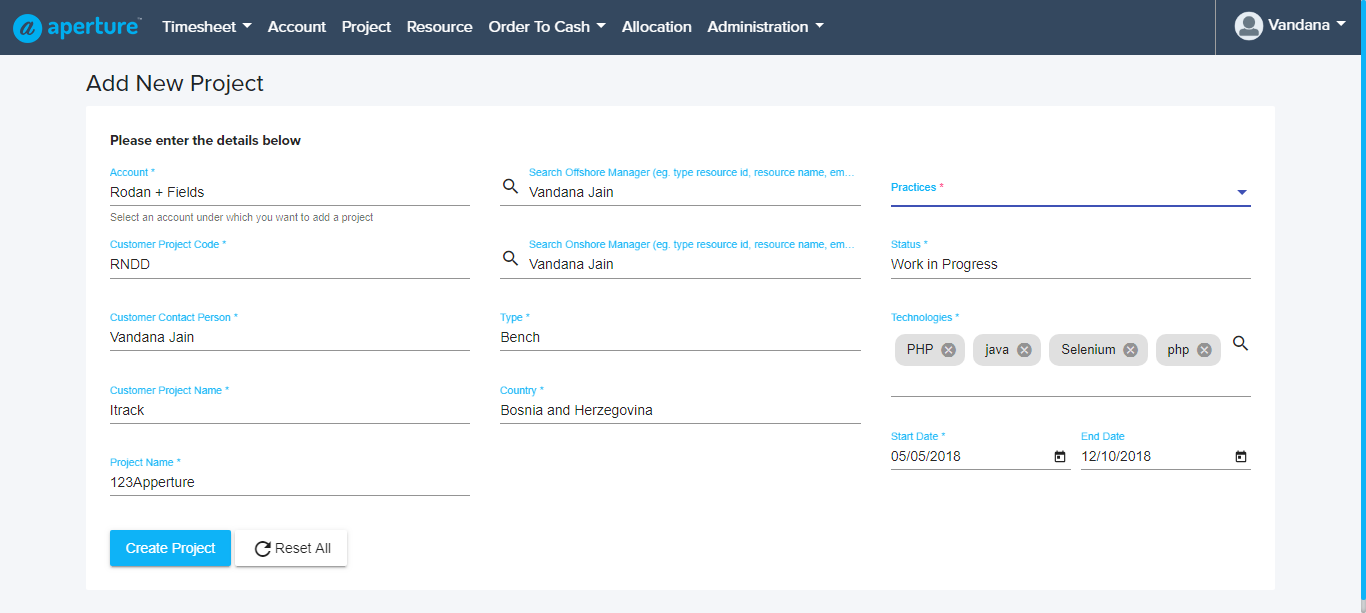 aperture™ Timesheet Account Project Resource Order To Cash Allocation Administration Vandana
Add New Project
Please enter the details below
Account *
Rodan + Fields
Select an account under which you want to add a project
Customer Project Code *
RNDD
Customer Contact Person *
Vandana Jain
Customer Project Name *
Itrack
Project Name *
123Apperture
Search Offshore Manager (eg. type resource id, resource name, em...
Vandana Jain
Search Onshore Manager (eg. type resource id, resource name, em...
Vandana Jain
Type *
Bench
Country *
Bosnia and Herzegovina
Practices *
Status *
Work in Progress
Technologies *
PHP java Selenium php
Start Date * End Date
05/05/2018 12/10/2018
Create Project Reset All